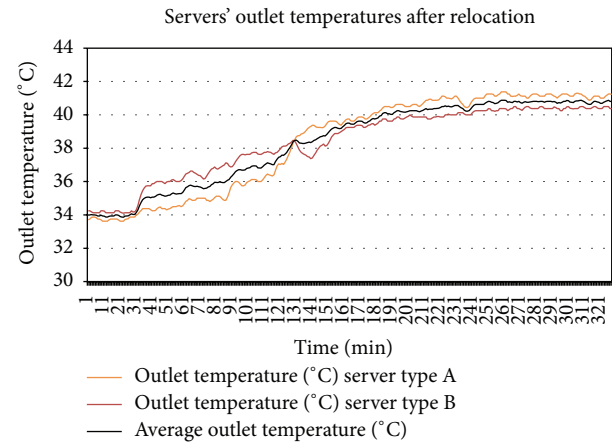 Servers' outlet temperatures after relocation
Outlet temperature (°C)
44
42
40
38
36
34
32
30
1 11 21 31 41 51 61 71 81 91 101 111 121 131 141 151 161 171 181 191 201 211 221 231 241 251 261 271 281 291 301 311 321
Time (min)
Outlet temperature (°C) server type A
Outlet temperature (°C) server type B
Average outlet temperature (°C)